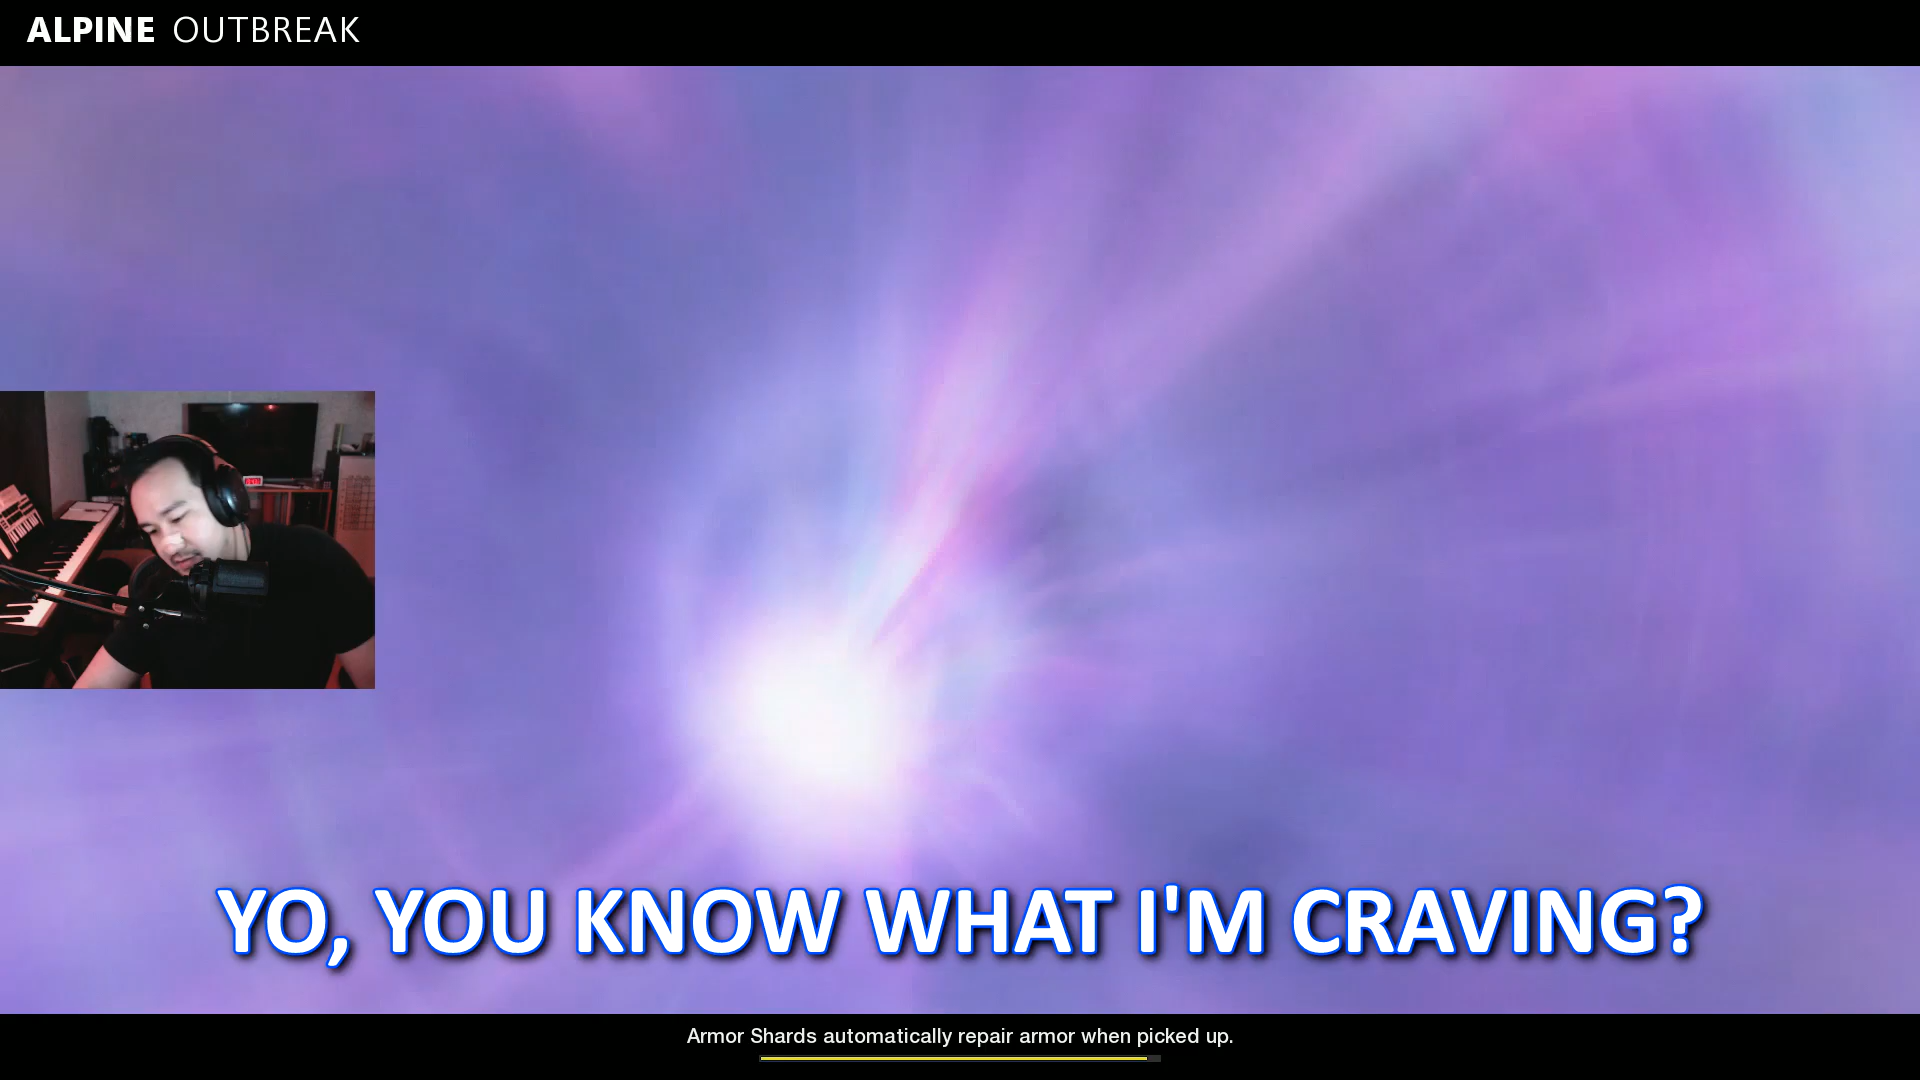 ALPINE OUTBREAK
YO, YOU KNOW WHAT I'M CRAVING?
Armor Shards automatically repair armor when picked up.